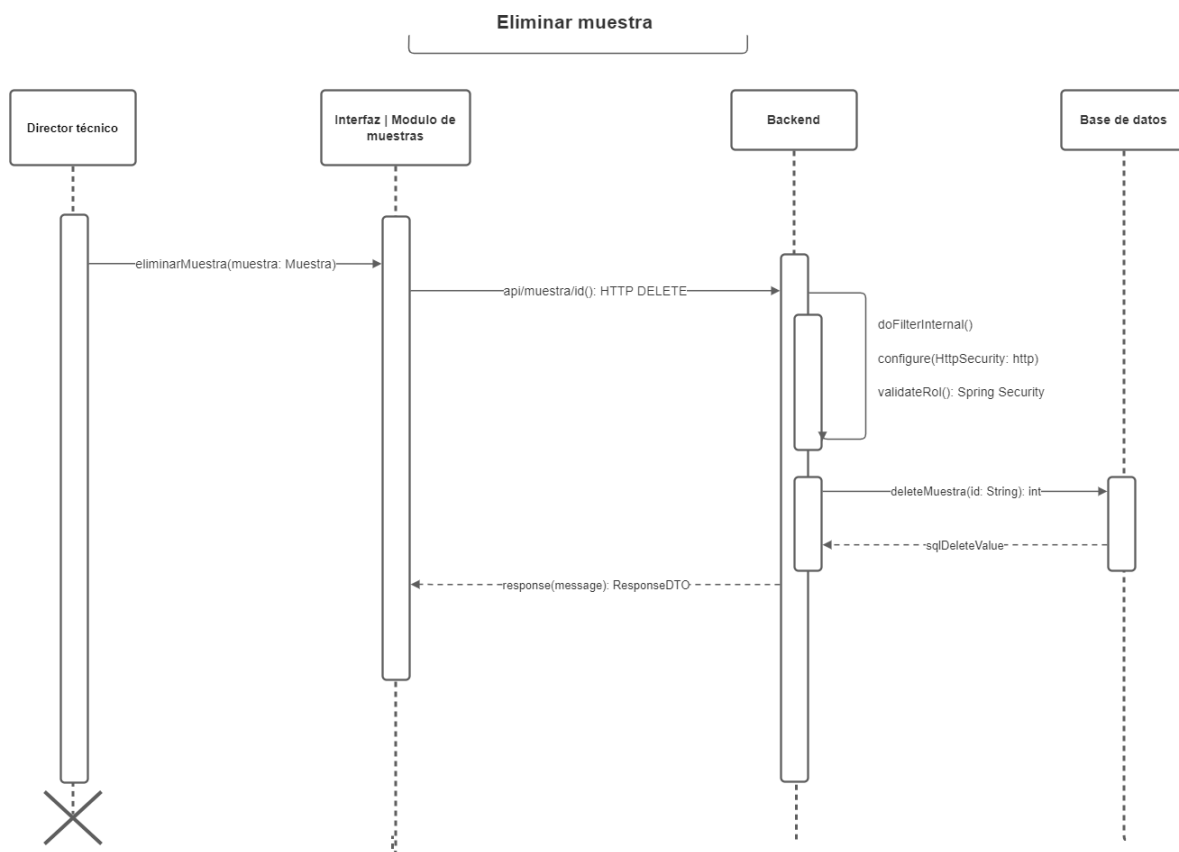 Eliminar muestra
Director técnico
Interfaz | Modulo de
muestras
Backend
Base de datos
eliminarMuestra(muestra: Muestra)
api/muestra/id(): HTTP DELETE
doFilterInternal()
configure(HttpSecurity: http)
validateRol(): Spring Security
deleteMuestra(id: String): int
sqlDeleteValue
response(message): ResponseDTO